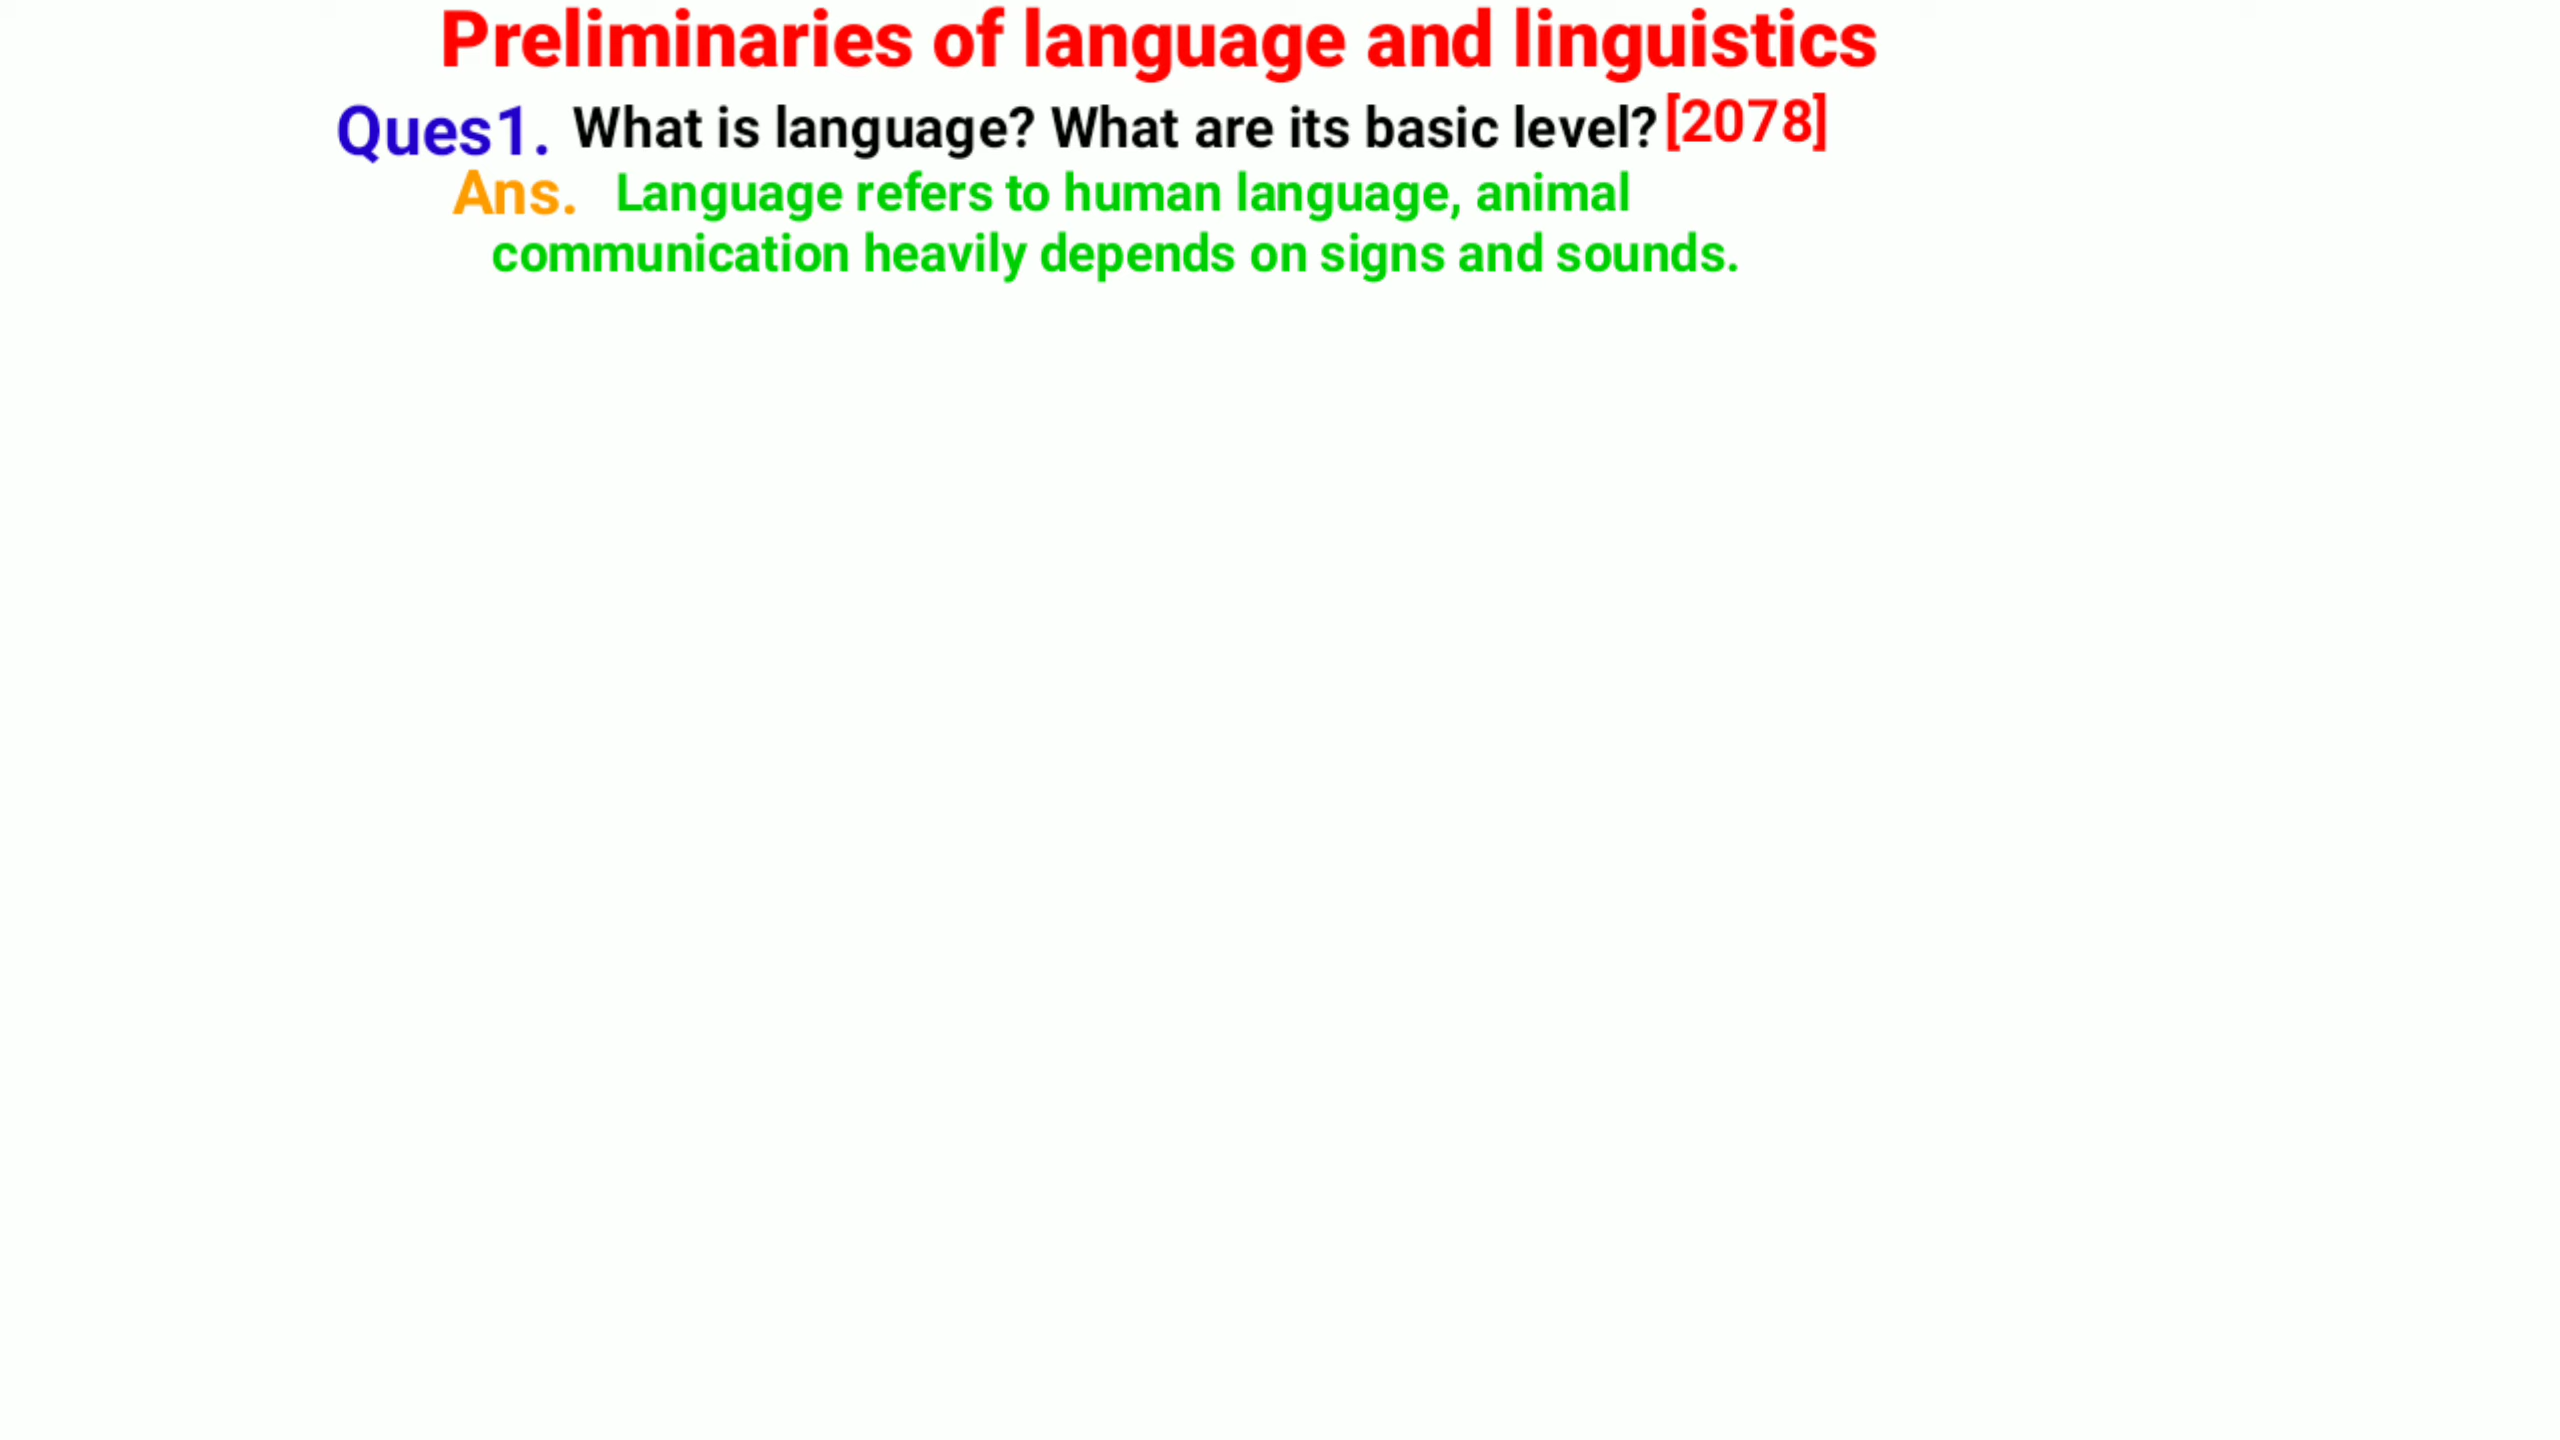 Preliminaries of language and linguistics
Ques1. What is language? What are its basic level? [2078]
Ans. Language refers to human language, animal
communication heavily depends on signs and sounds.